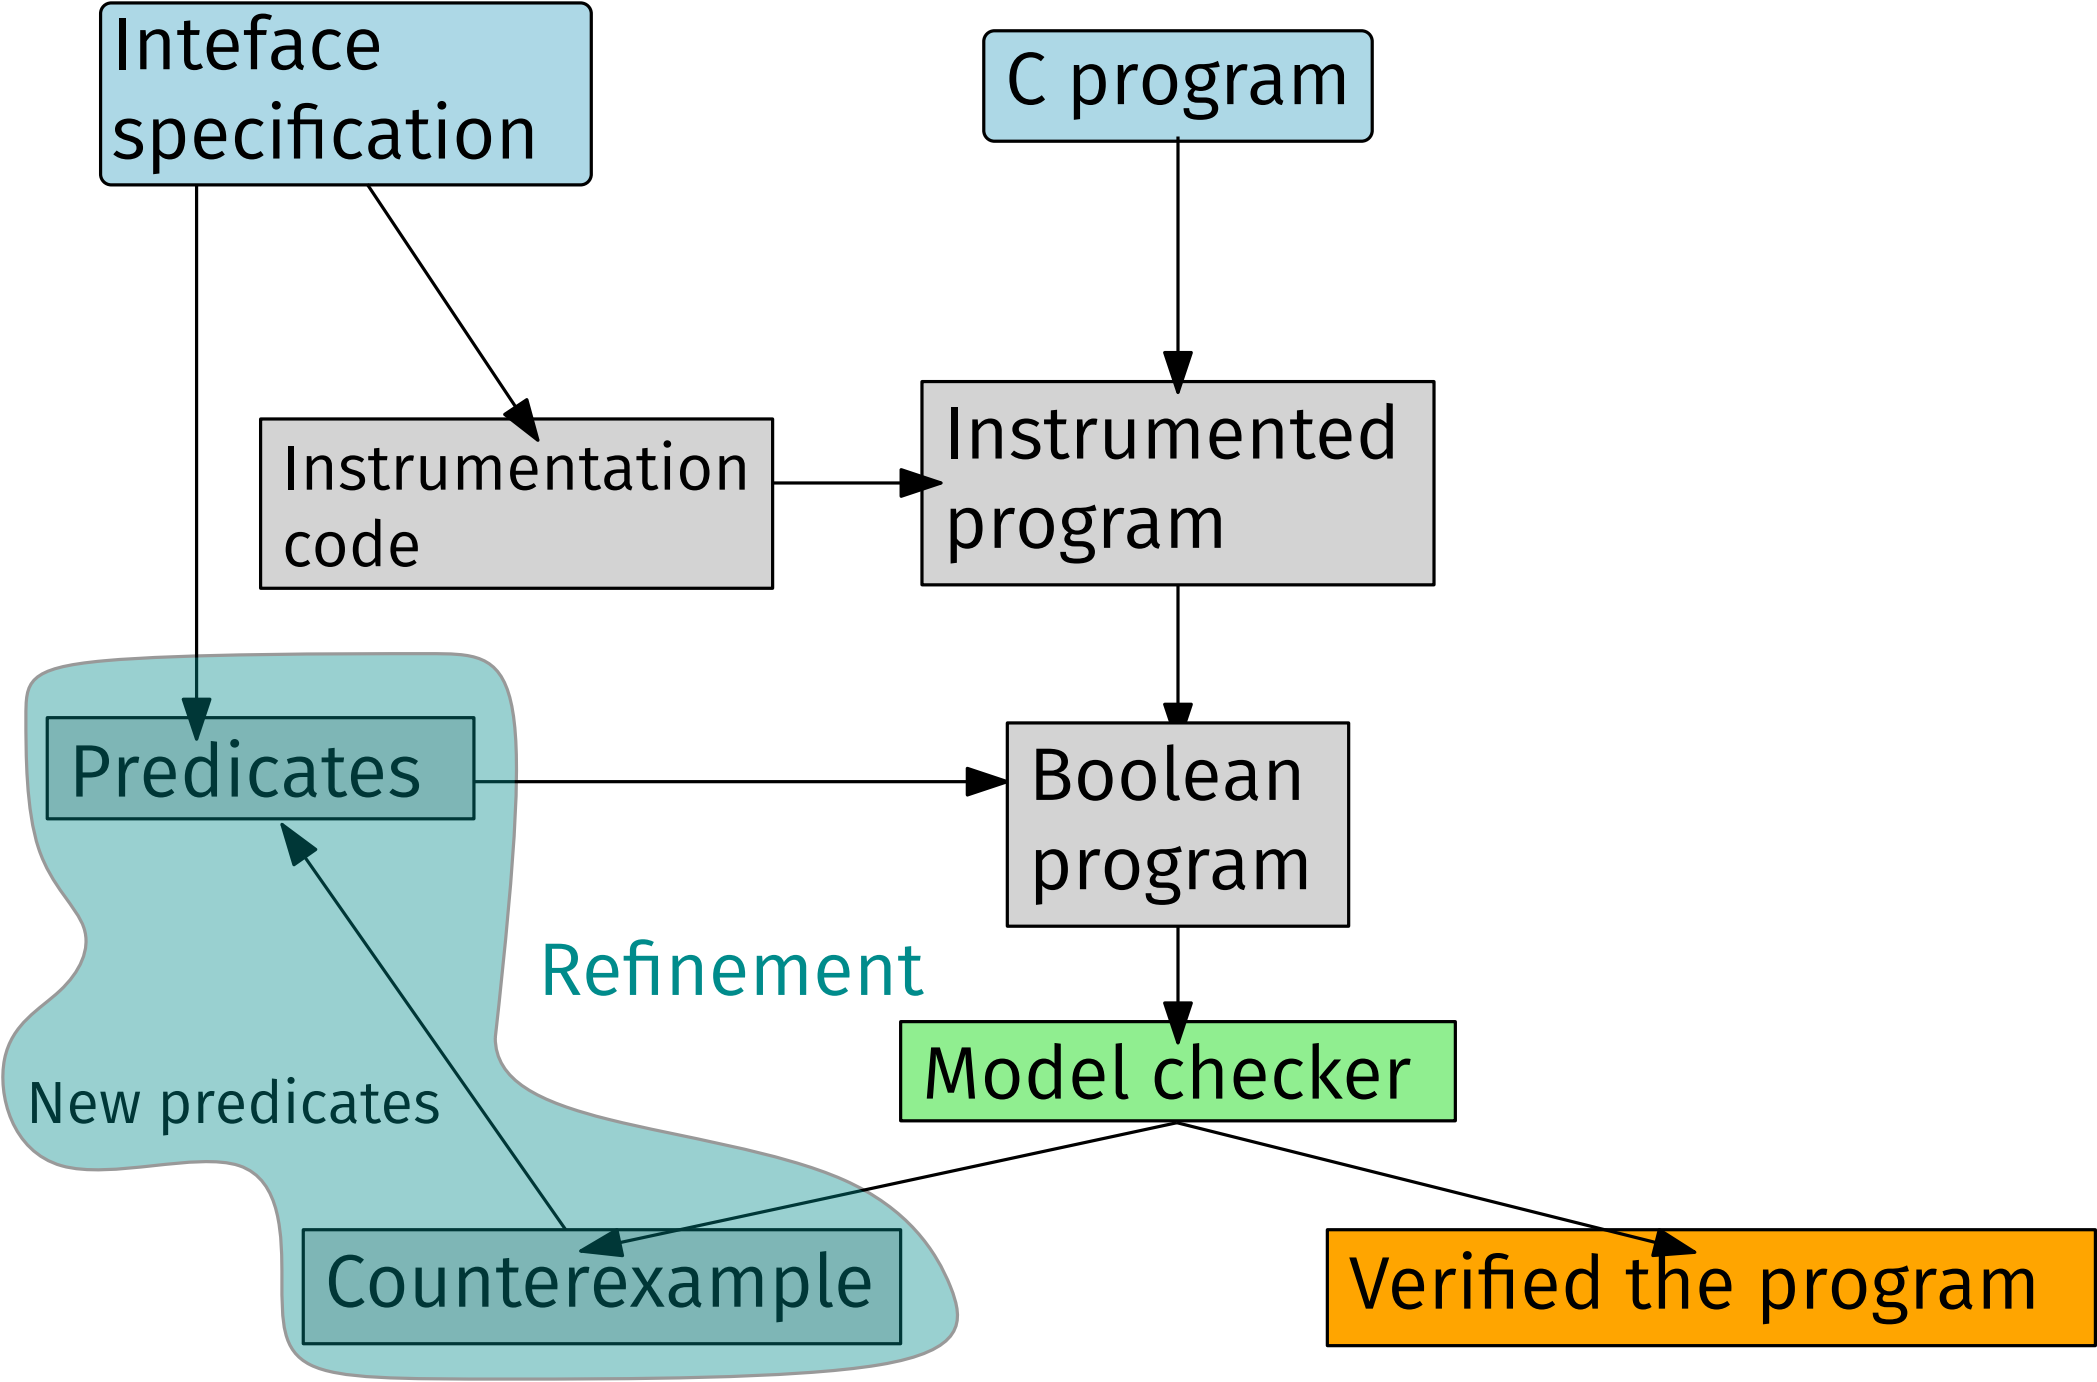 Inteface
specification
C program
Instrumentation
code
Instrumented
program
Predicates
Boolean
program
Refinement
New predicates
Model checker
Counterexample
Verified the program